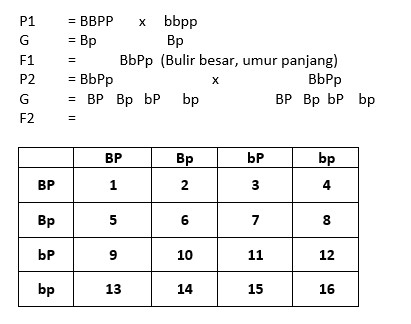 P1 = BBPP x bbpp
G = Bp Bp
F1 = BbPp (Bulir besar, umur panjang)
P2 = BbPp x BbPp
G = BP Bp bP bp BP Bp bP bp
F2 =
BP Bp bP bp
BP 1 2 3 4
Bp 5 6 7 8
bP 9 10 11 12
bp 13 14 15 16